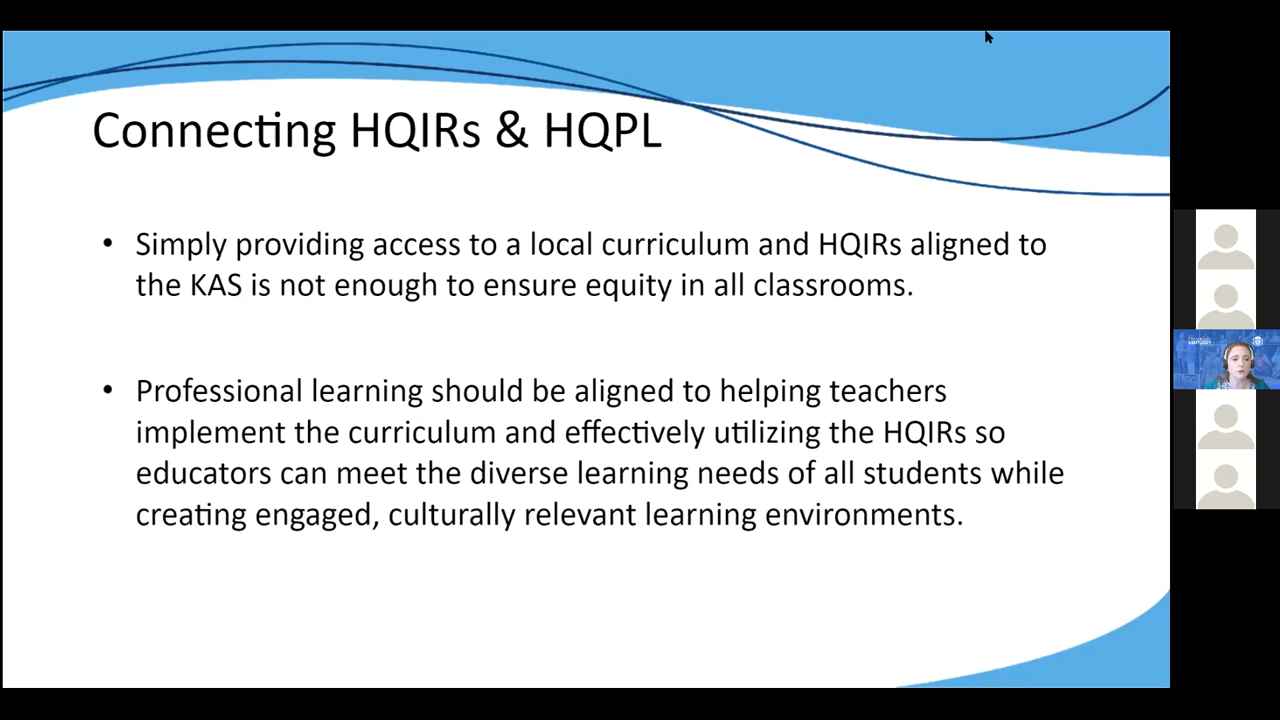 Connecting HQIRs & HQPL
• Simply providing access to a local curriculum and HQIRs aligned to
the KAS is not enough to ensure equity in all classrooms.
• Professional learning should be aligned to helping teachers
implement the curriculum and effectively utilizing the HQIRs so
educators can meet the diverse learning needs of all students while
creating engaged, culturally relevant learning environments.
KENTUCKY